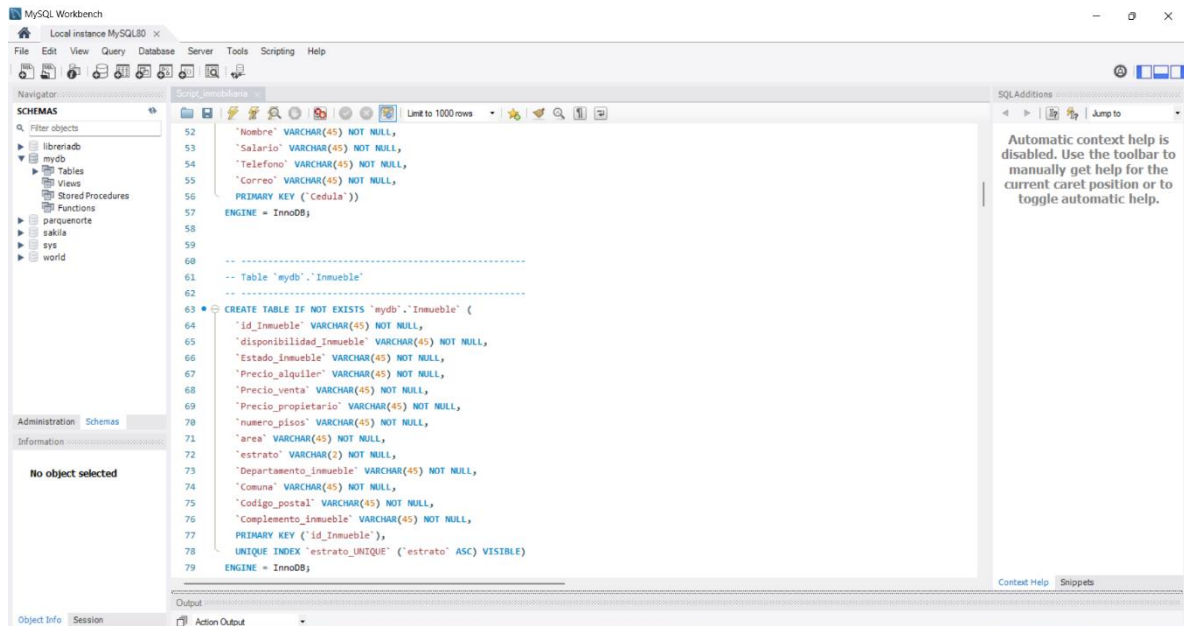 MySQL Workbench
Local instance MySQL80
File Edit View Query Database Server Tools Scripting Help
Navigator
SCHEMAS
Filter objects
libreriadb
mydb
Tables
Views
Stored Procedures
Functions
parquenorte
sakila
sys
world
Administration Schemas
Information
No object selected
Object Info Session
Script_inmobiliaria
Limit to 1000 rows
52 `Nombre` VARCHAR(45) NOT NULL,
53 `Salario` VARCHAR(45) NOT NULL,
54 `Telefono` VARCHAR(45) NOT NULL,
55 `Correo` VARCHAR(45) NOT NULL,
56 PRIMARY KEY (`Cedula`))
57 ENGINE = InnoDB;
58
59
60 -- -----------------------------------------------------
61 -- Table `mydb`.`Inmueble`
62 -- -----------------------------------------------------
63 CREATE TABLE IF NOT EXISTS `mydb`.`Inmueble` (
64 `id_Inmueble` VARCHAR(45) NOT NULL,
65 `disponibilidad_Inmueble` VARCHAR(45) NOT NULL,
66 `Estado_inmueble` VARCHAR(45) NOT NULL,
67 `Precio_alquiler` VARCHAR(45) NOT NULL,
68 `Precio_venta` VARCHAR(45) NOT NULL,
69 `Precio_propietario` VARCHAR(45) NOT NULL,
70 `numero_pisos` VARCHAR(45) NOT NULL,
71 `area` VARCHAR(45) NOT NULL,
72 `estrato` VARCHAR(2) NOT NULL,
73 `Departamento_inmueble` VARCHAR(45) NOT NULL,
74 `Comuna` VARCHAR(45) NOT NULL,
75 `Codigo_postal` VARCHAR(45) NOT NULL,
76 `Complemento_inmueble` VARCHAR(45) NOT NULL,
77 PRIMARY KEY (`id_Inmueble`),
78 UNIQUE INDEX `estrato_UNIQUE` (`estrato` ASC) VISIBLE)
79 ENGINE = InnoDB;
Output
Action Output
SQLAdditions
Jump to
Automatic context help is
disabled. Use the toolbar to
manually get help for the
current caret position or to
toggle automatic help.
Context Help Snippets